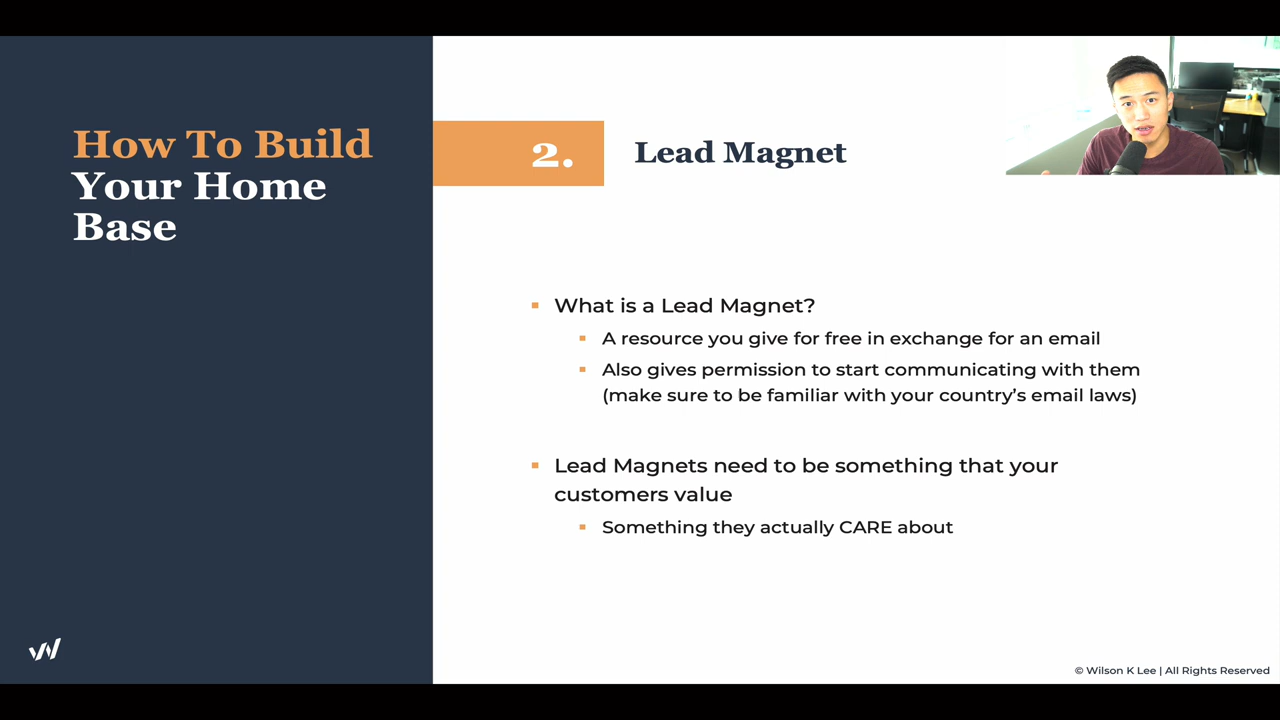 How To Build
Your Home
Base
2.
Lead Magnet
What is a Lead Magnet?
A resource you give for free in exchange for an email
Also gives permission to start communicating with them
(make sure to be familiar with your country's email laws)
Lead Magnets need to be something that your
customers value
Something they actually CARE about
© Wilson K Lee | All Rights Reserved